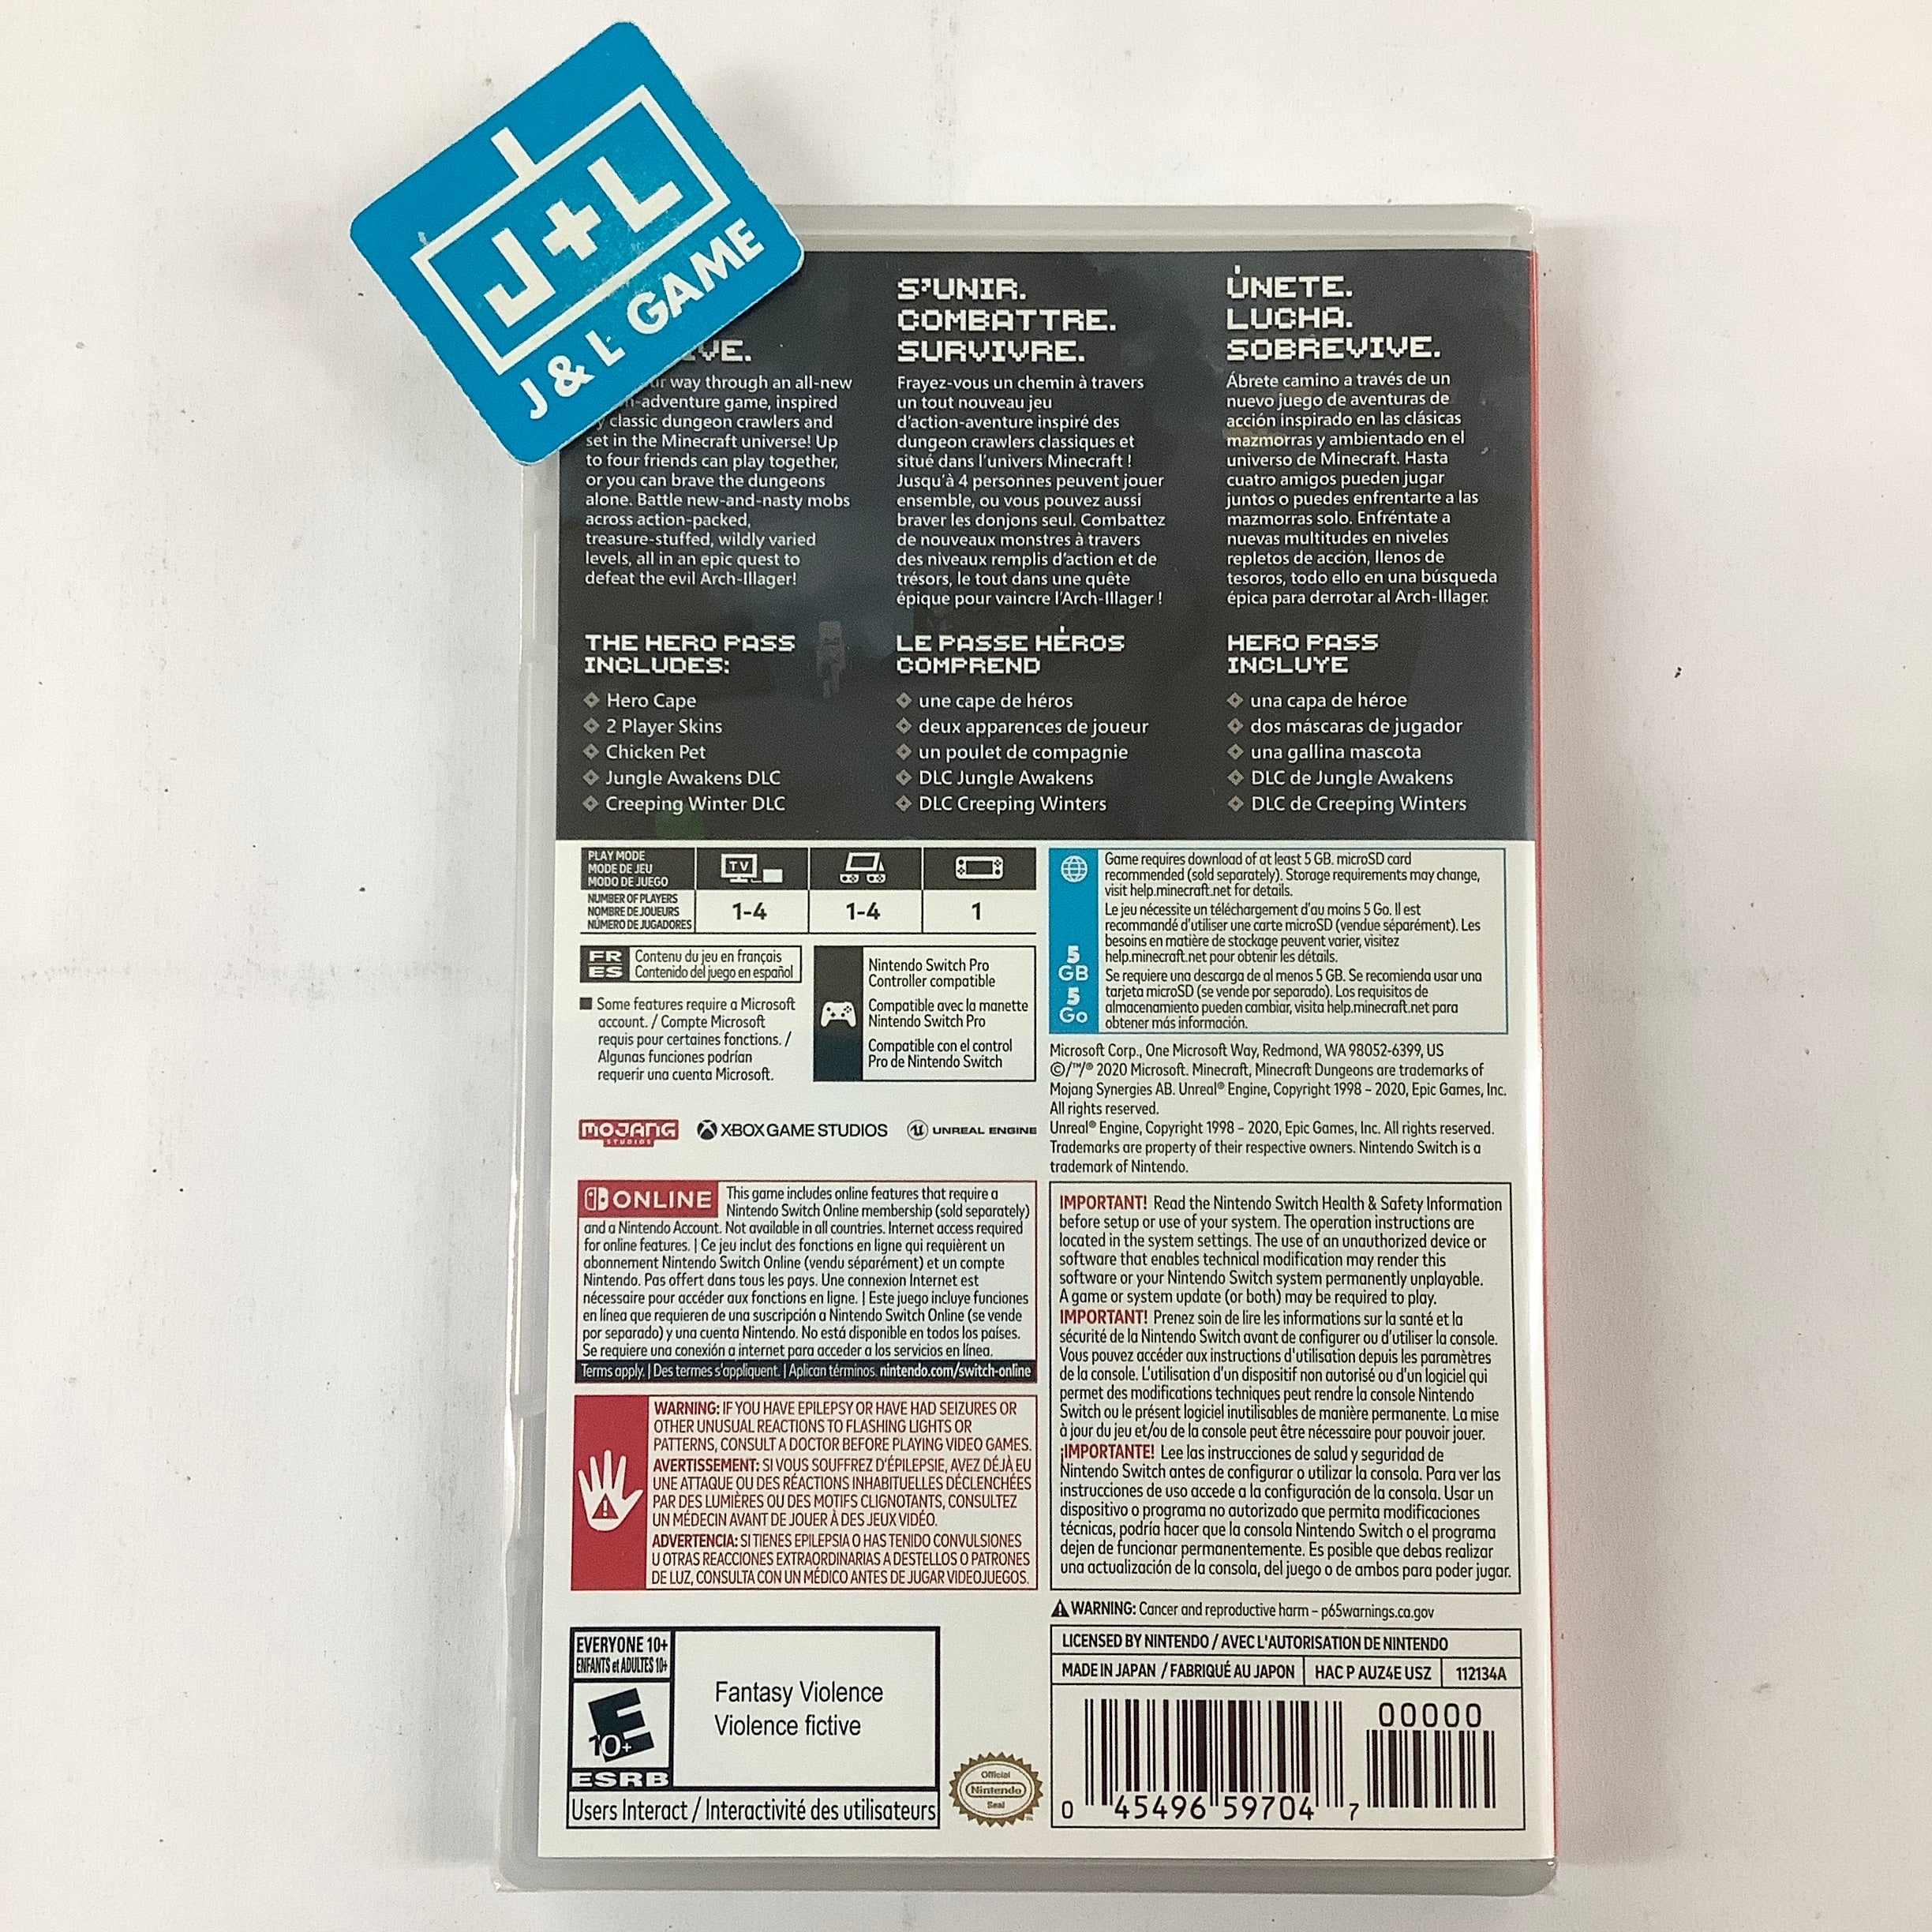 J+L
J & L GAME
way through an all-new
-adventure game, inspired
classic dungeon crawlers and
set in the Minecraft universe! Up
to four friends can play together,
or you can brave the dungeons
alone. Battle new-and-nasty mobs
across action-packed,
treasure-stuffed, wildly varied
levels, all in an epic quest to
defeat the evil Arch-Illager!
S'UNIR.
COMBATTRE.
SURVIVRE.
Frayez-vous un chemin à travers
un tout nouveau jeu
d'action-aventure inspiré des
dungeon crawlers classiques et
situé dans l'univers Minecraft !
Jusqu'à 4 personnes peuvent jouer
ensemble, ou vous pouvez aussi
braver les donjons seul. Combattez
de nouveaux monstres à travers
des niveaux remplis d'action et de
trésors, le tout dans une quête
épique pour vaincre l'Arch-Illager !
ÚNETE.
LUCHA.
SOBREVIVE.
Ábrete camino a través de un
nuevo juego de aventuras de
acción inspirado en las clásicas
mazmorras y ambientado en el
universo de Minecraft. Hasta
cuatro amigos pueden jugar
juntos o puedes enfrentarte a las
mazmorras solo. Enfréntate a
nuevas multitudes en niveles
repletos de acción, llenos de
tesoros, todo ello en una búsqueda
épica para derrotar al Arch-Illager.
THE HERO PASS
INCLUDES:
Hero Cape
2 Player Skins
Chicken Pet
Jungle Awakens DLC
Creeping Winter DLC
LE PASSE HÉROS
COMPREND
une cape de héros
deux apparences de joueur
un poulet de compagnie
DLC Jungle Awakens
DLC Creeping Winters
HERO PASS
INCLUYE
una capa de héroe
dos máscaras de jugador
una gallina mascota
DLC de Jungle Awakens
DLC de Creeping Winters
PLAY MODE
MODE DE JEU
MODO DE JUEGO
TV
NUMBER OF PLAYERS
NOMBRE DE JOUEURS
NÚMERO DE JUGADORES
1-4
1-4
1
FR
ES
Contenu du jeu en français
Contenido del juego en español
■ Some features require a Microsoft
account. / Compte Microsoft
requis pour certaines fonctions. /
Algunas funciones podrían
requerir una cuenta Microsoft.
Nintendo Switch Pro
Controller compatible
Compatible avec la manette
Nintendo Switch Pro
Compatible con el control
Pro de Nintendo Switch
MOJANG
STUDIOS
XBOX GAME STUDIOS
UNREAL ENGINE
5
GB
5
Go
Game requires download of at least 5 GB. microSD card
recommended (sold separately). Storage requirements may change,
visit help.minecraft.net for details.
Le jeu nécessite un téléchargement d'au moins 5 Go. Il est
recommandé d'utiliser une carte microSD (vendue séparément). Les
besoins en matière de stockage peuvent varier, visitez
help.minecraft.net pour obtenir les détails.
Se requiere una descarga de al menos 5 GB. Se recomienda usar una
tarjeta microSD (se vende por separado). Los requisitos de
almacenamiento pueden cambiar, visita help.minecraft.net para
obtener más información.
Microsoft Corp., One Microsoft Way, Redmond, WA 98052-6399, US
©/™/® 2020 Microsoft. Minecraft, Minecraft Dungeons are trademarks of
Mojang Synergies AB. Unreal® Engine, Copyright 1998 – 2020, Epic Games, Inc.
All rights reserved.
Unreal® Engine, Copyright 1998 – 2020, Epic Games, Inc. All rights reserved.
Trademarks are property of their respective owners. Nintendo Switch is a
trademark of Nintendo.
ONLINE
This game includes online features that require a
Nintendo Switch Online membership (sold separately)
and a Nintendo Account. Not available in all countries. Internet access required
for online features. | Ce jeu inclut des fonctions en ligne qui requièrent un
abonnement Nintendo Switch Online (vendu séparément) et un compte
Nintendo. Pas offert dans tous les pays. Une connexion Internet est
nécessaire pour accéder aux fonctions en ligne. | Este juego incluye funciones
en línea que requieren de una suscripción a Nintendo Switch Online (se vende
por separado) y una cuenta Nintendo. No está disponible en todos los países.
Se requiere una conexión a internet para acceder a los servicios en línea.
Terms apply. | Des termes s'appliquent. | Aplican términos. nintendo.com/switch-online
WARNING: IF YOU HAVE EPILEPSY OR HAVE HAD SEIZURES OR
OTHER UNUSUAL REACTIONS TO FLASHING LIGHTS OR
PATTERNS, CONSULT A DOCTOR BEFORE PLAYING VIDEO GAMES.
AVERTISSEMENT: SI VOUS SOUFFREZ D'ÉPILEPSIE, AVEZ DÉJÀ EU
UNE ATTAQUE OU DES RÉACTIONS INHABITUELLES DÉCLENCHÉES
PAR DES LUMIÈRES OU DES MOTIFS CLIGNOTANTS, CONSULTEZ
UN MÉDECIN AVANT DE JOUER À DES JEUX VIDÉO.
ADVERTENCIA: SI TIENES EPILEPSIA O HAS TENIDO CONVULSIONES
U OTRAS REACCIONES EXTRAORDINARIAS A DESTELLOS O PATRONES
DE LUZ, CONSULTA CON UN MÉDICO ANTES DE JUGAR VIDEOJUEGOS.
IMPORTANT! Read the Nintendo Switch Health & Safety Information
before setup or use of your system. The operation instructions are
located in the system settings. The use of an unauthorized device or
software that enables technical modification may render this
software or your Nintendo Switch system permanently unplayable.
A game or system update (or both) may be required to play.
IMPORTANT! Prenez soin de lire les informations sur la santé et la
sécurité de la Nintendo Switch avant de configurer ou d'utiliser la console.
Vous pouvez accéder aux instructions d'utilisation depuis les paramètres
de la console. L'utilisation d'un dispositif non autorisé ou d'un logiciel qui
permet des modifications techniques peut rendre la console Nintendo
Switch ou le présent logiciel inutilisables de manière permanente. La mise
à jour du jeu et/ou de la console peut être nécessaire pour pouvoir jouer.
¡IMPORTANTE! Lee las instrucciones de salud y seguridad de
Nintendo Switch antes de configurar o utilizar la consola. Para ver las
instrucciones de uso accede a la configuración de la consola. Usar un
dispositivo o programa no autorizado que permita modificaciones
técnicas, podría hacer que la consola Nintendo Switch o el programa
dejen de funcionar permanentemente. Es posible que debas realizar
una actualización de la consola, del juego o de ambos para poder jugar.
WARNING: Cancer and reproductive harm – p65warnings.ca.gov
EVERYONE 10+
ENFANTS et ADULTES 10+
E
10+
ESRB
Fantasy Violence
Violence fictive
Users Interact / Interactivité des utilisateurs
Official
Nintendo
Seal
LICENSED BY NINTENDO / AVEC L'AUTORISATION DE NINTENDO
MADE IN JAPAN / FABRIQUÉ AU JAPON
HAC P AUZ4E USZ
112134A
00000
0 45496 59704 7